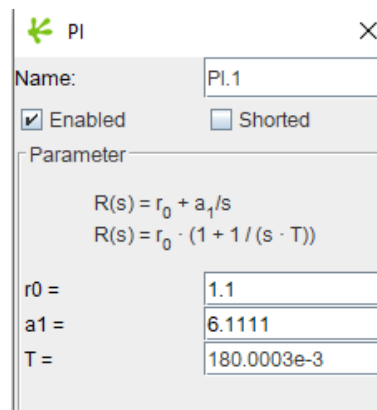 PI
Name: PI.1
Enabled Shorted
Parameter
R(s) = r₀ + a₁/s
R(s) = r₀ · (1 + 1 / (s · T))
r0 = 1.1
a1 = 6.1111
T = 180.0003e-3